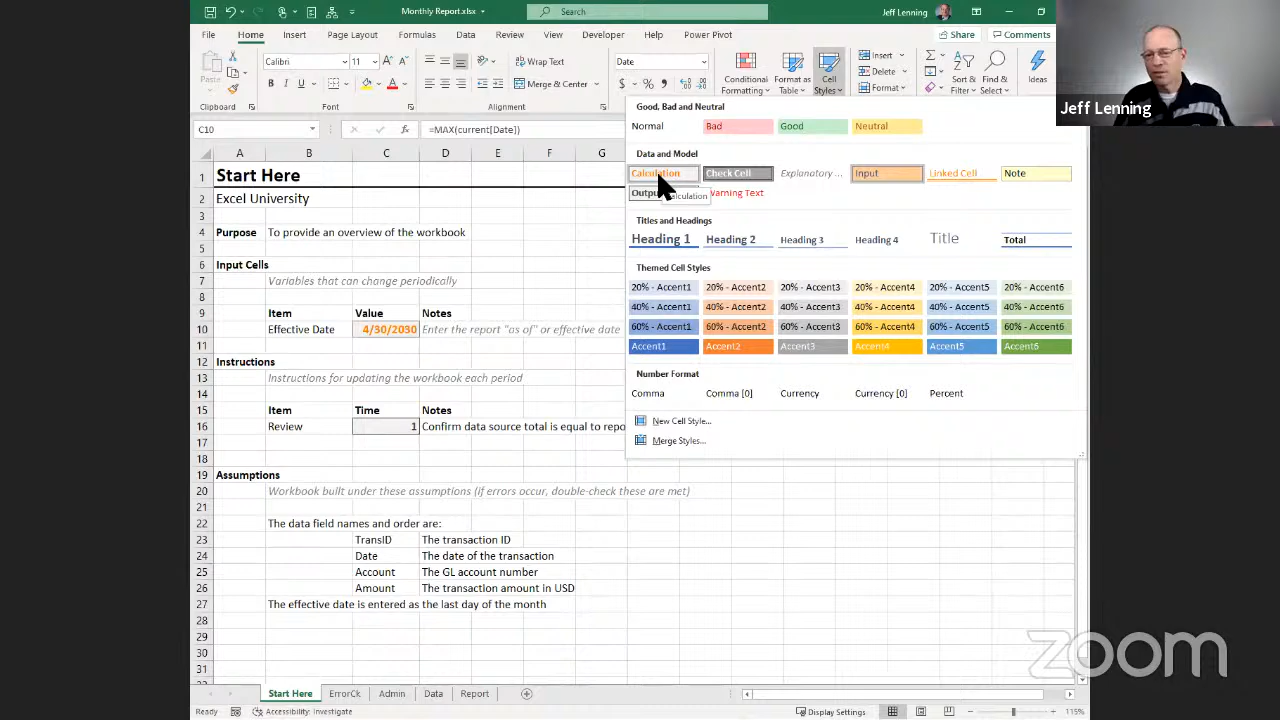 Monthly Report.xlsx
Search
Jeff Lenning
File Home Insert Page Layout Formulas Data Review View Developer Help Power Pivot
Share Comments
Paste
Calibri 11
Wrap Text
Merge & Center
Date
Conditional Formatting
Format as Table
Cell Styles
Insert
Delete
Format
Sort & Filter
Find & Select
Ideas
Clipboard Font Alignment
Jeff Lenning
C10 =MAX(current[Date])
Good, Bad and Neutral
Normal Bad Good Neutral
Data and Model
Calculation Check Cell Explanatory ... Input Linked Cell Note
Calculation
Titles and Headings
Heading 1 Heading 2 Heading 3 Heading 4 Title Total
Themed Cell Styles
20% - Accent1 20% - Accent2 20% - Accent3 20% - Accent4 20% - Accent5 20% - Accent6
40% - Accent1 40% - Accent2 40% - Accent3 40% - Accent4 40% - Accent5 40% - Accent6
60% - Accent1 60% - Accent2 60% - Accent3 60% - Accent4 60% - Accent5 60% - Accent6
Accent1 Accent2 Accent3 Accent4 Accent5 Accent6
Number Format
Comma Comma [0] Currency Currency [0] Percent
New Cell Style...
Merge Styles...
A B C D E F G
1 Start Here
2 Excel University
3
4 Purpose To provide an overview of the workbook
5
6 Input Cells
7 Variables that can change periodically
8
9 Item Value Notes
10 Effective Date 4/30/2030 Enter the report "as of" or effective date
11
12 Instructions
13 Instructions for updating the workbook each period
14
15 Item Time Notes
16 Review 1 Confirm data source total is equal to repo
17
18
19 Assumptions
20 Workbook built under these assumptions (if errors occur, double-check these are met)
21
22 The data field names and order are:
23 TransID The transaction ID
24 Date The date of the transaction
25 Account The GL account number
26 Amount The transaction amount in USD
27 The effective date is entered as the last day of the month
28
29
30
31
zoom
Start Here ErrorCk Admin Data Report
Ready Accessibility: Investigate Display Settings 115%